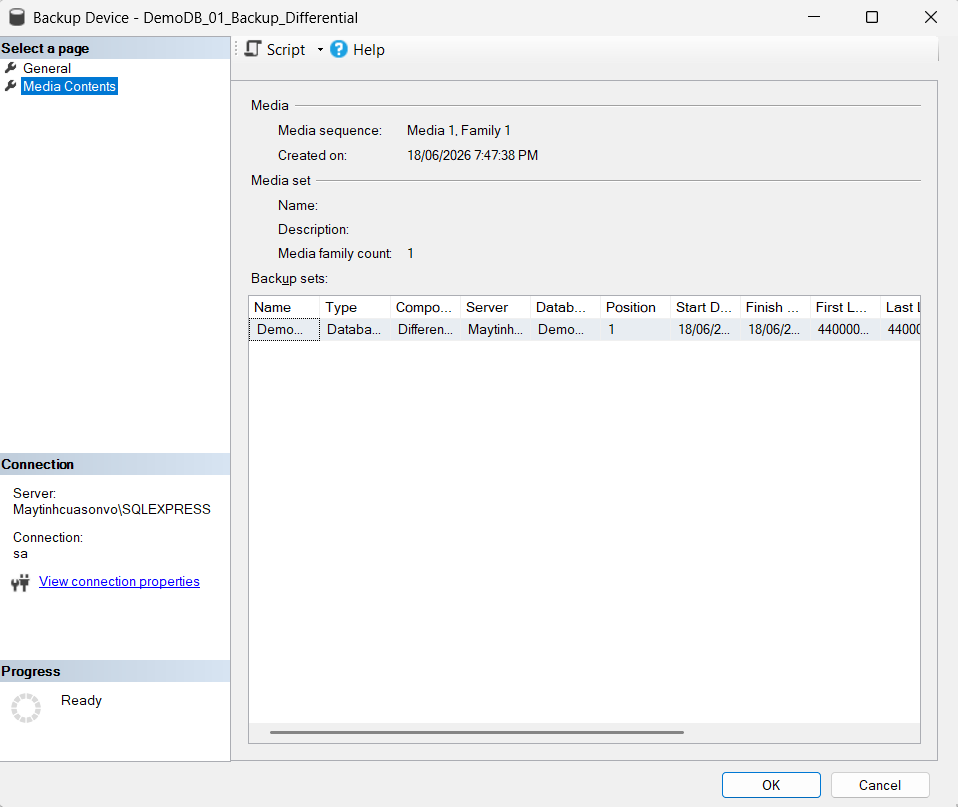 Backup Device - DemoDB_01_Backup_Differential
Select a page
General
Media Contents
Script Help
Media
Media sequence: Media 1, Family 1
Created on: 18/06/2026 7:47:38 PM
Media set
Name:
Description:
Media family count: 1
Backup sets:
Name Type Compo... Server Datab... Position Start D... Finish ... First L... Last L
Demo... Databa... Differen... Maytinh... Demo... 1 18/06/2... 18/06/2... 440000... 44000
Connection
Server:
Maytinhcuasonvo\SQLEXPRESS
Connection:
sa
View connection properties
Progress
Ready
OK Cancel